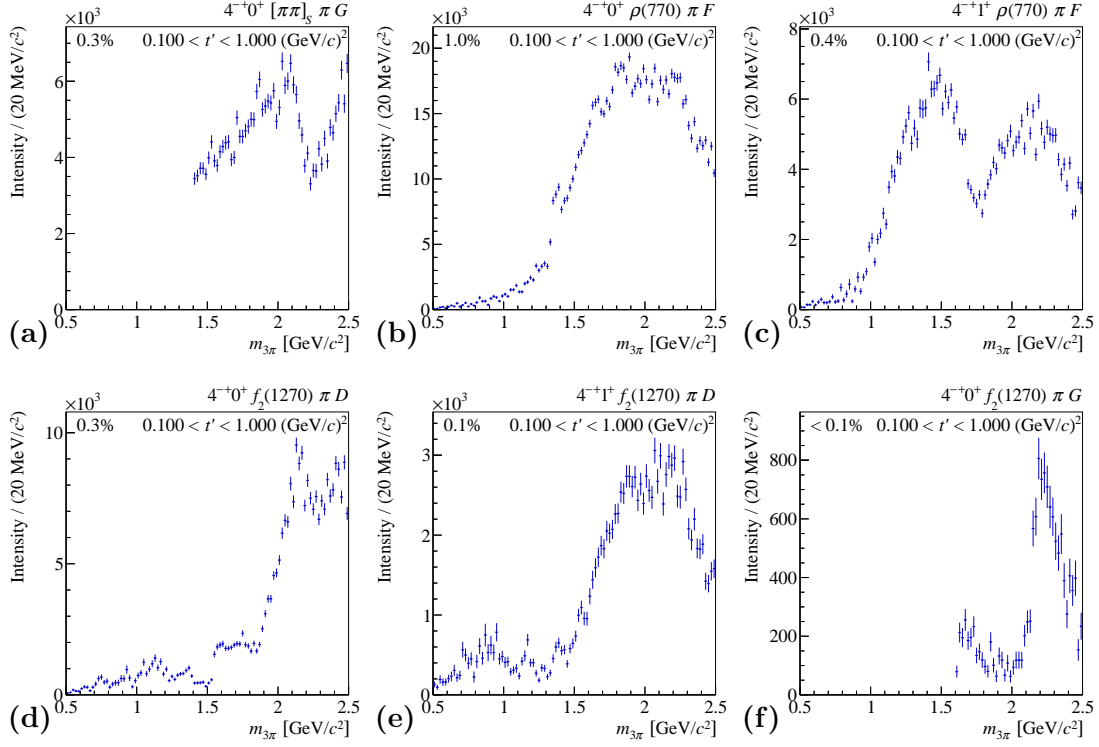 ×10³ 4⁻⁺0⁺ [ππ]_S π G
0.3% 0.100 < t′ < 1.000 (GeV/c)²
Intensity / (20 MeV/c²)
6
4
2
0
0.5 1 1.5 2 2.5
(a) m_3π [GeV/c²]
×10³ 4⁻⁺0⁺ ρ(770) π F
1.0% 0.100 < t′ < 1.000 (GeV/c)²
Intensity / (20 MeV/c²)
20
15
10
5
0
0.5 1 1.5 2 2.5
(b) m_3π [GeV/c²]
×10³ 4⁻⁺1⁺ ρ(770) π F
0.4% 0.100 < t′ < 1.000 (GeV/c)²
Intensity / (20 MeV/c²)
8
6
4
2
0
0.5 1 1.5 2 2.5
(c) m_3π [GeV/c²]
×10³ 4⁻⁺0⁺ f₂(1270) π D
0.3% 0.100 < t′ < 1.000 (GeV/c)²
Intensity / (20 MeV/c²)
10
5
0
0.5 1 1.5 2 2.5
(d) m_3π [GeV/c²]
×10³ 4⁻⁺1⁺ f₂(1270) π D
0.1% 0.100 < t′ < 1.000 (GeV/c)²
Intensity / (20 MeV/c²)
3
2
1
0
0.5 1 1.5 2 2.5
(e) m_3π [GeV/c²]
4⁻⁺0⁺ f₂(1270) π G
< 0.1% 0.100 < t′ < 1.000 (GeV/c)²
Intensity / (20 MeV/c²)
800
600
400
200
0
0.5 1 1.5 2 2.5
(f) m_3π [GeV/c²]